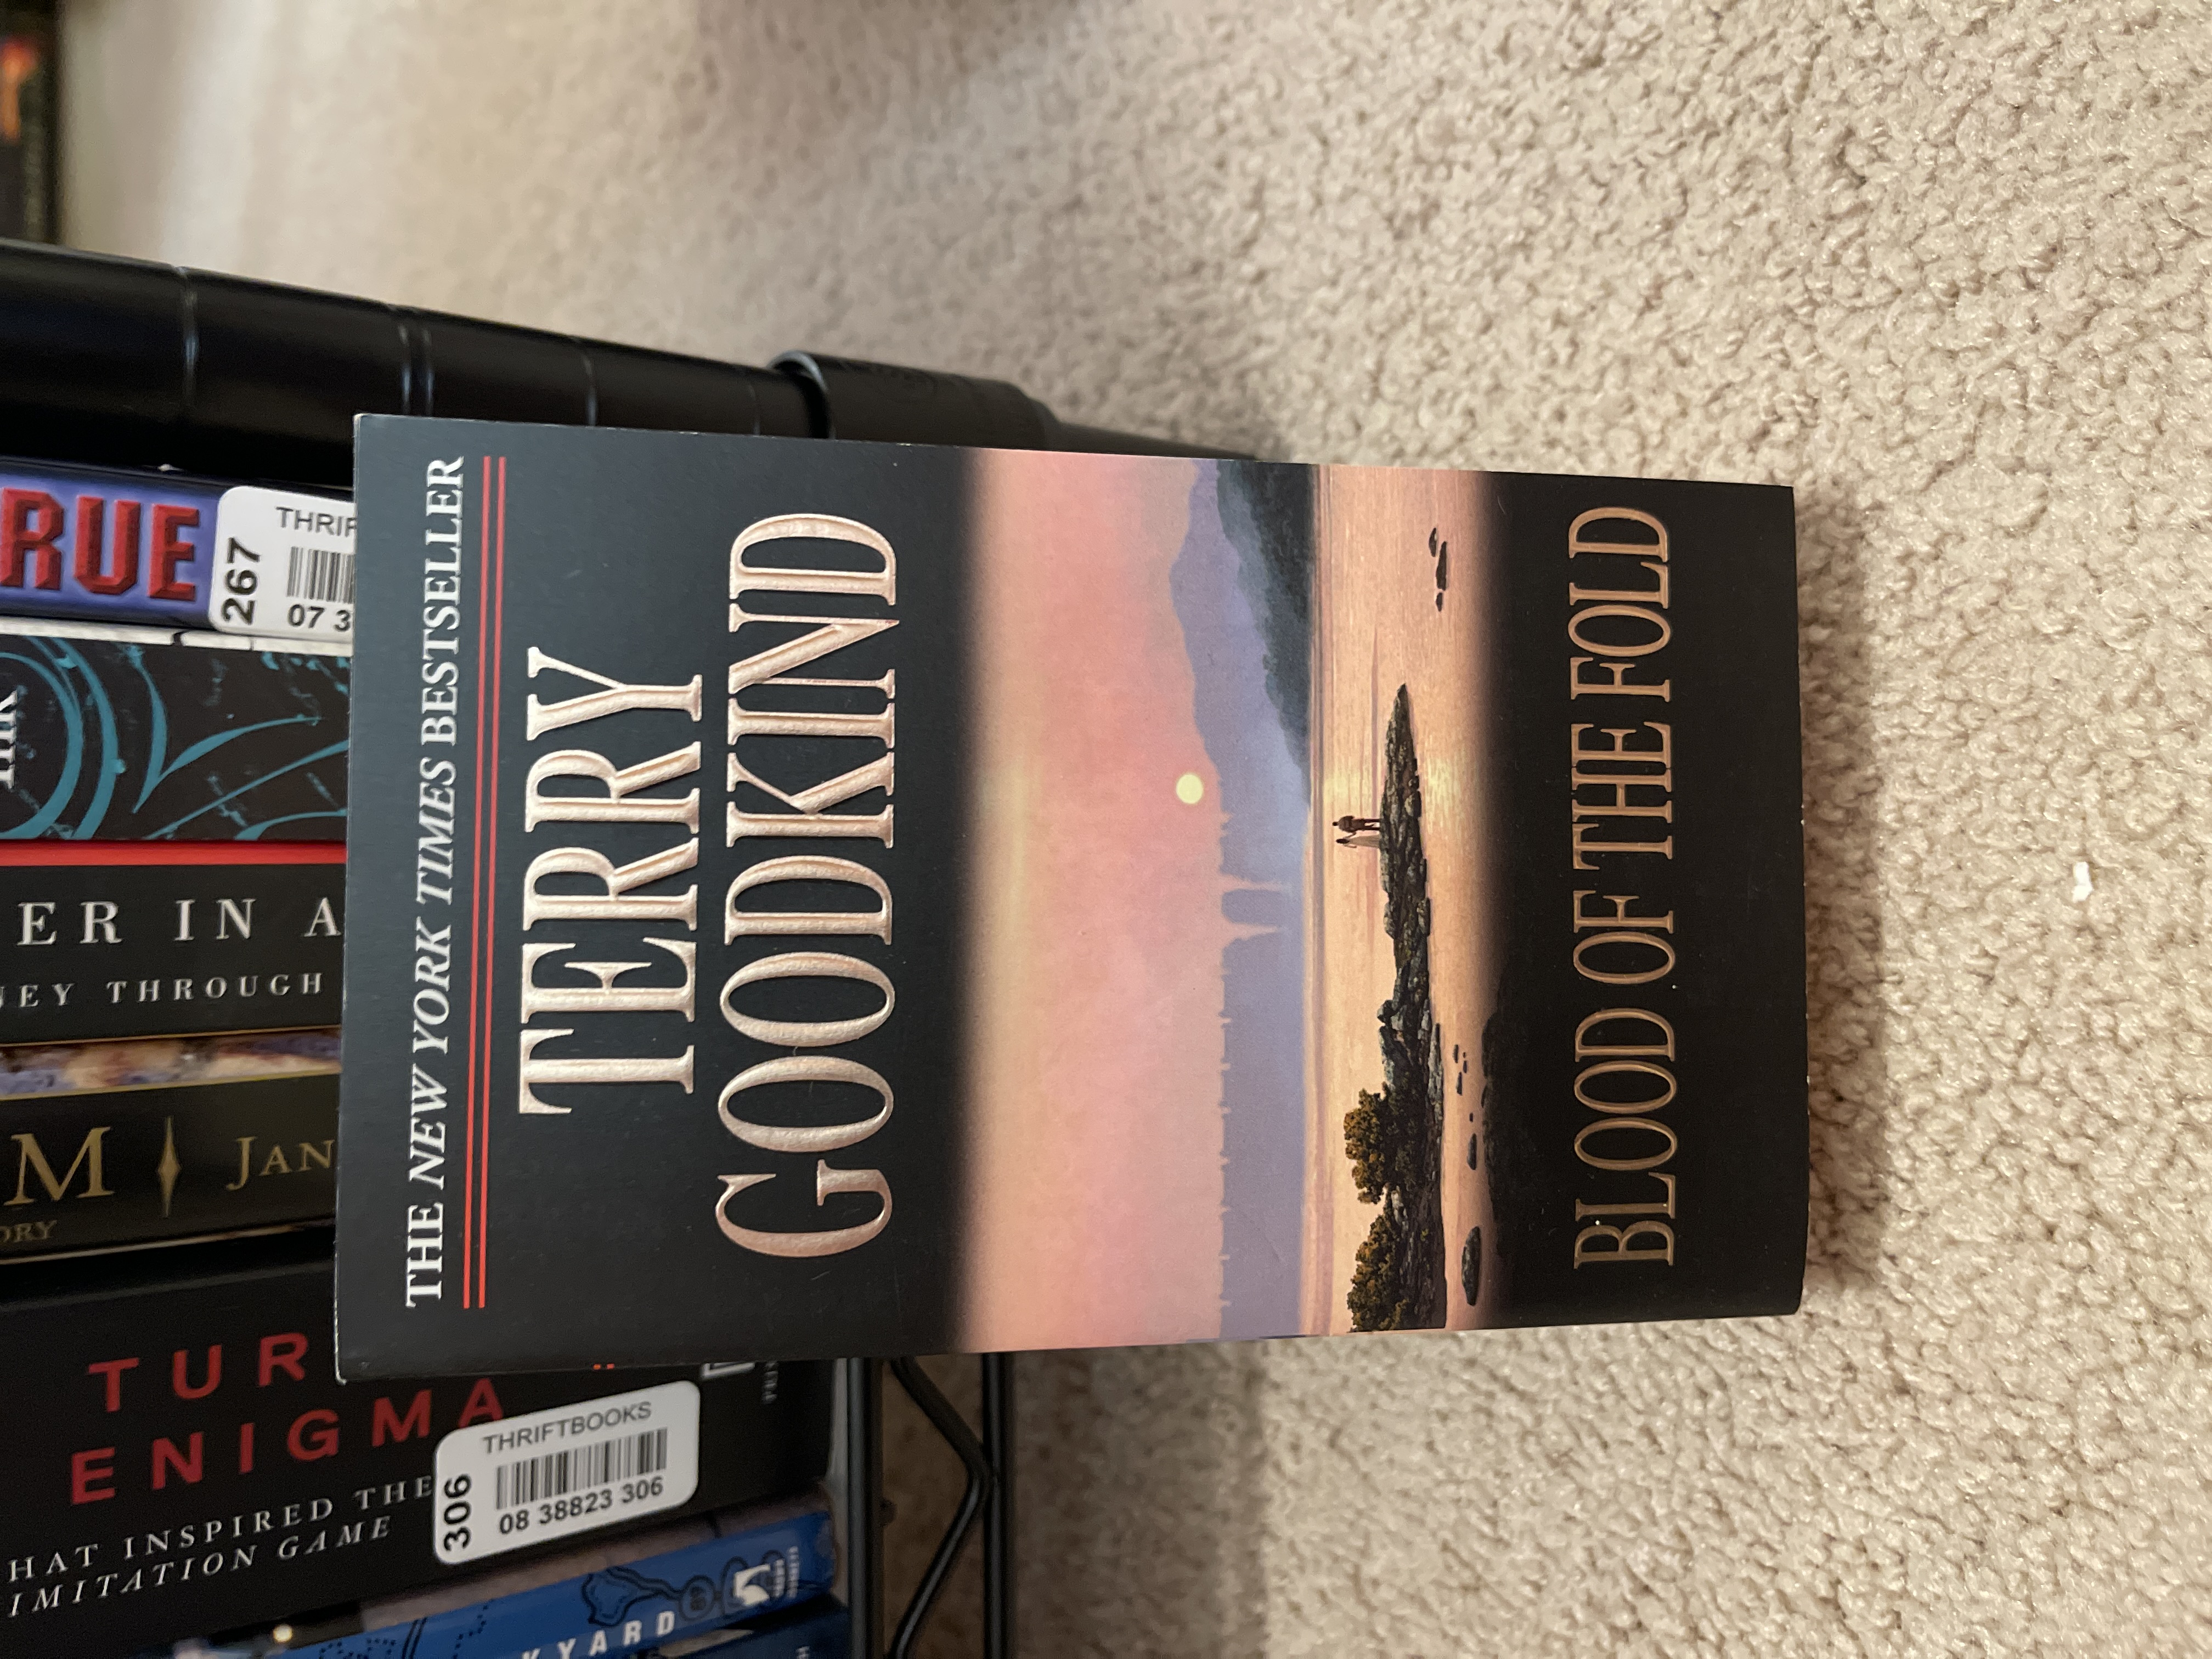 THE NEW YORK TIMES BESTSELLER
TERRY
GOODKIND
BLOOD OF THE FOLD
RUE
267
THRIF
07 3
ER IN A
EY THROUGH
M JAN
ORY
TUR
ENIGMA
HAT INSPIRED THE
IMITATION GAME
306
THRIFTBOOKS
08 38823 306
KYARD